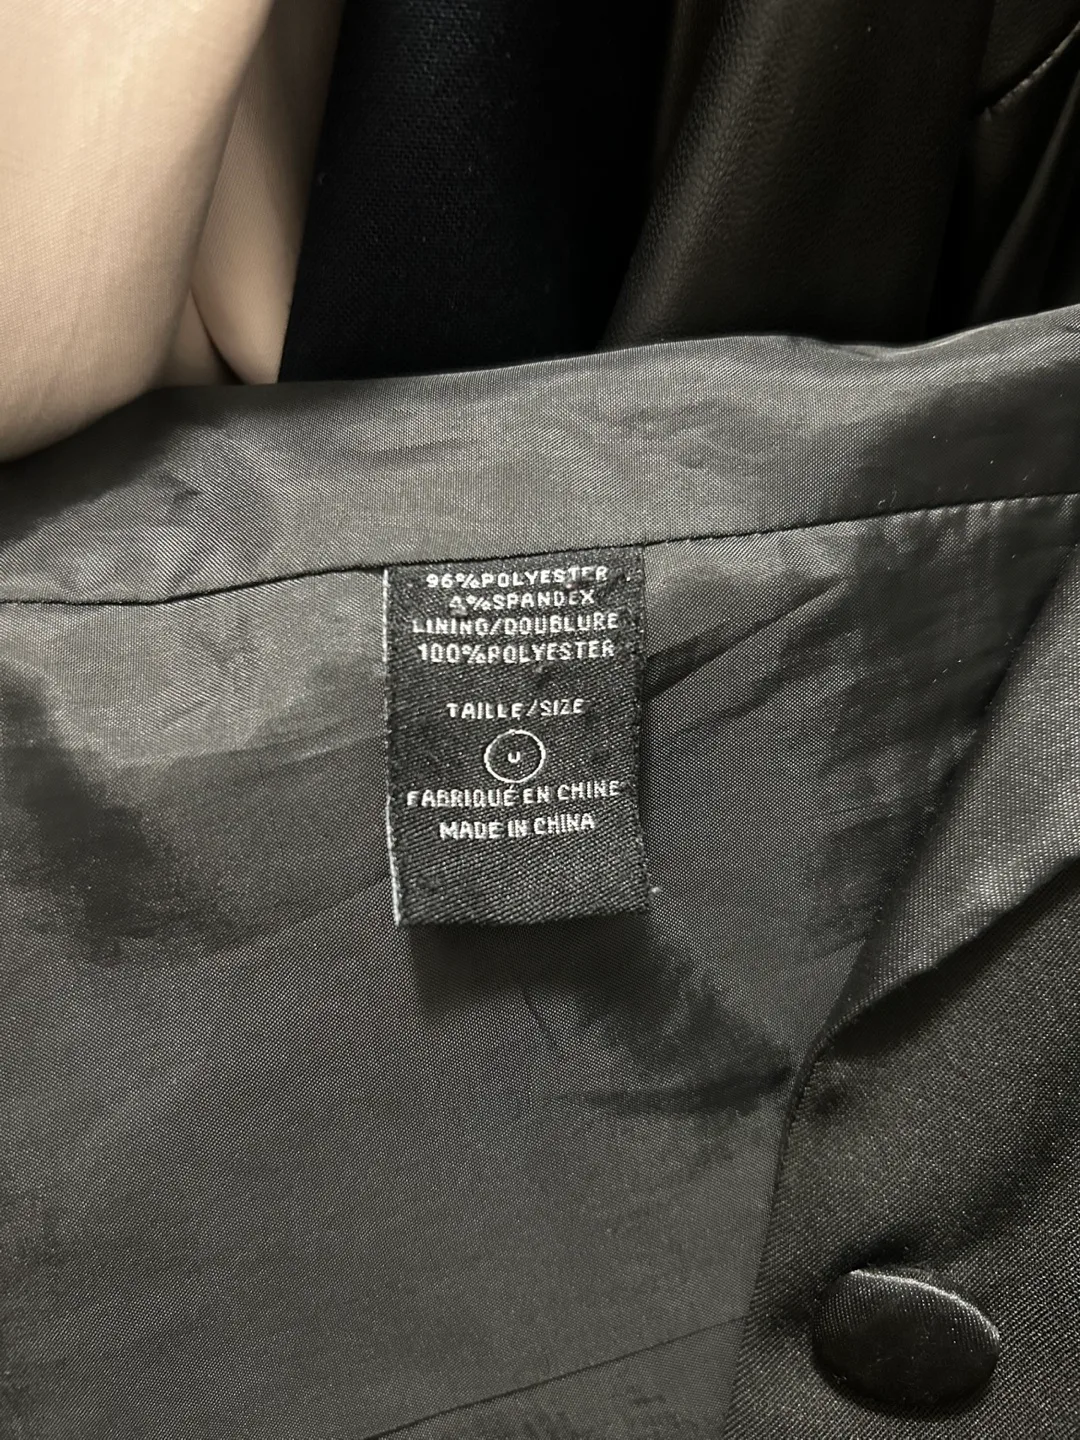 96%POLYESTER
4%SPANDEX
LINING/DOUBLURE
100%POLYESTER
TAILLE/SIZE
U
FABRIQUÉ EN CHINE
MADE IN CHINA